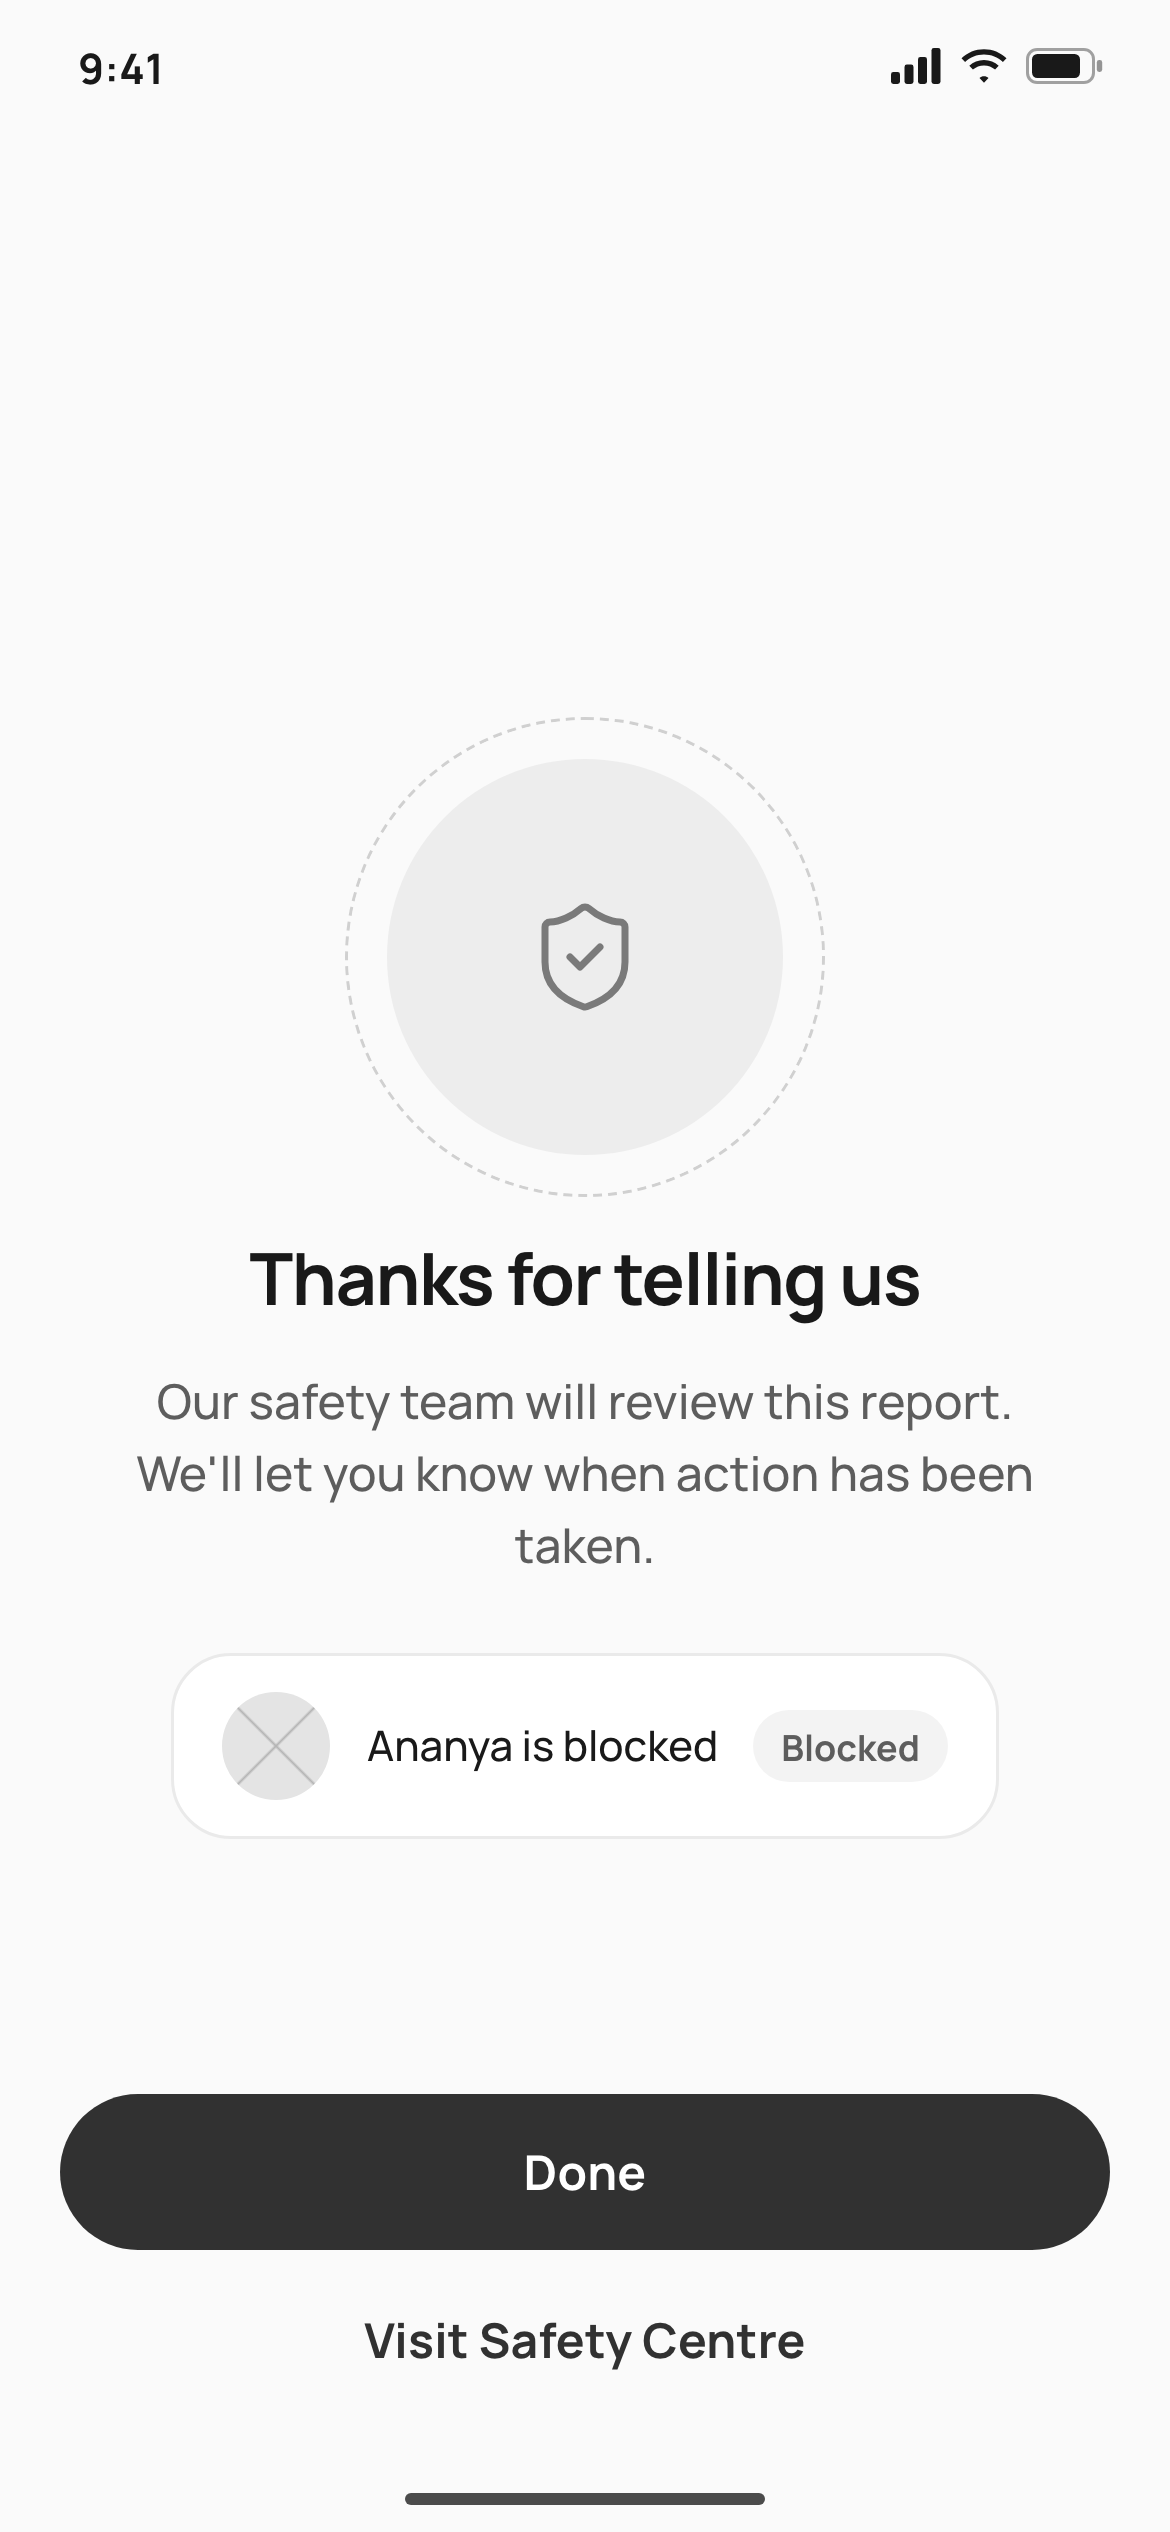 9:41
Thanks for telling us
Our safety team will review this report.
We'll let you know when action has been
taken.
Ananya is blocked
Blocked
Done
Visit Safety Centre